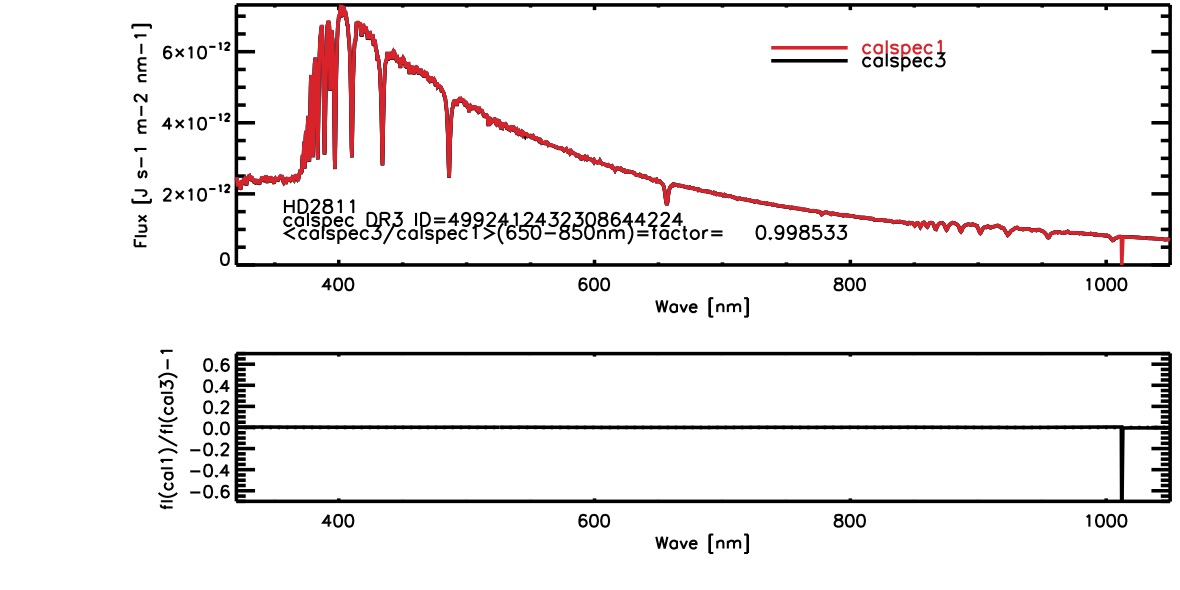 Flux [J s−1 m−2 nm−1]
6×10−12
4×10−12
2×10−12
0
calspec1
calspec3
HD2811
calspec DR3 ID=4992412432308644224
<calspec3/calspec1>(650−850nm)=factor= 0.998533
400 600 800 1000
Wave [nm]
fl(cal1)/fl(cal3)−1
0.6
0.4
0.2
0.0
−0.2
−0.4
−0.6
400 600 800 1000
Wave [nm]